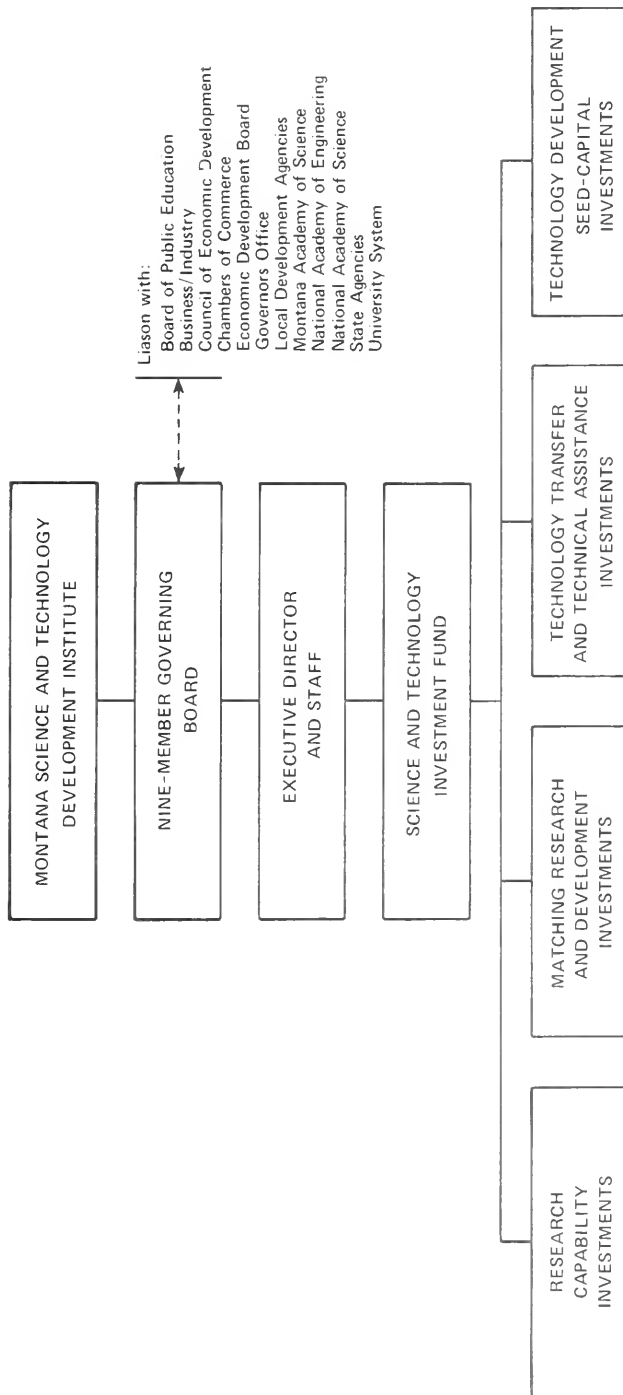 MONTANA SCIENCE AND TECHNOLOGY
DEVELOPMENT INSTITUTE
NINE-MEMBER GOVERNING
BOARD
Liason with:
Board of Public Education
Business/Industry
Council of Economic Development
Chambers of Commerce
Economic Development Board
Governors Office
Local Development Agencies
Montana Academy of Science
National Academy of Engineering
National Academy of Science
State Agencies
University System
EXECUTIVE DIRECTOR
AND STAFF
SCIENCE AND TECHNOLOGY
INVESTMENT FUND
RESEARCH
CAPABILITY
INVESTMENTS
MATCHING RESEARCH
AND DEVELOPMENT
INVESTMENTS
TECHNOLOGY TRANSFER
AND TECHNICAL ASSISTANCE
INVESTMENTS
TECHNOLOGY DEVELOPMENT
SEED-CAPITAL
INVESTMENTS